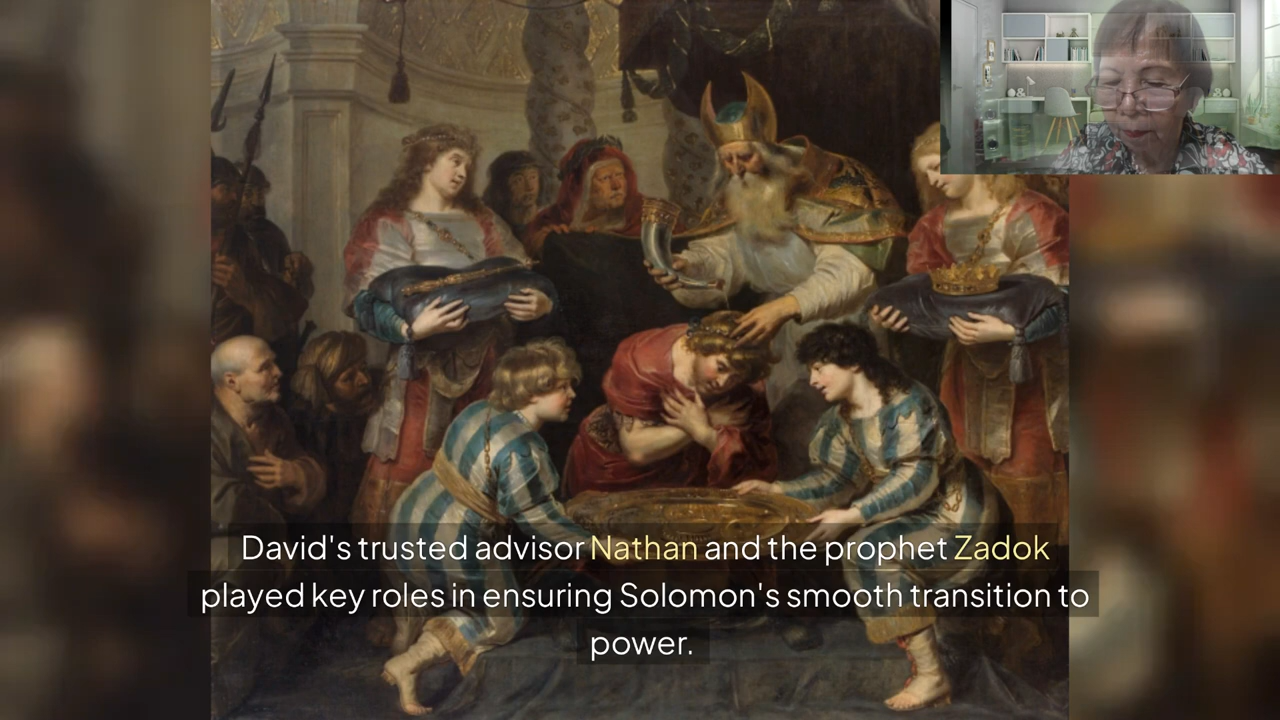 David's trusted advisor Nathan and the prophet Zadok
played key roles in ensuring Solomon's smooth transition to
power.